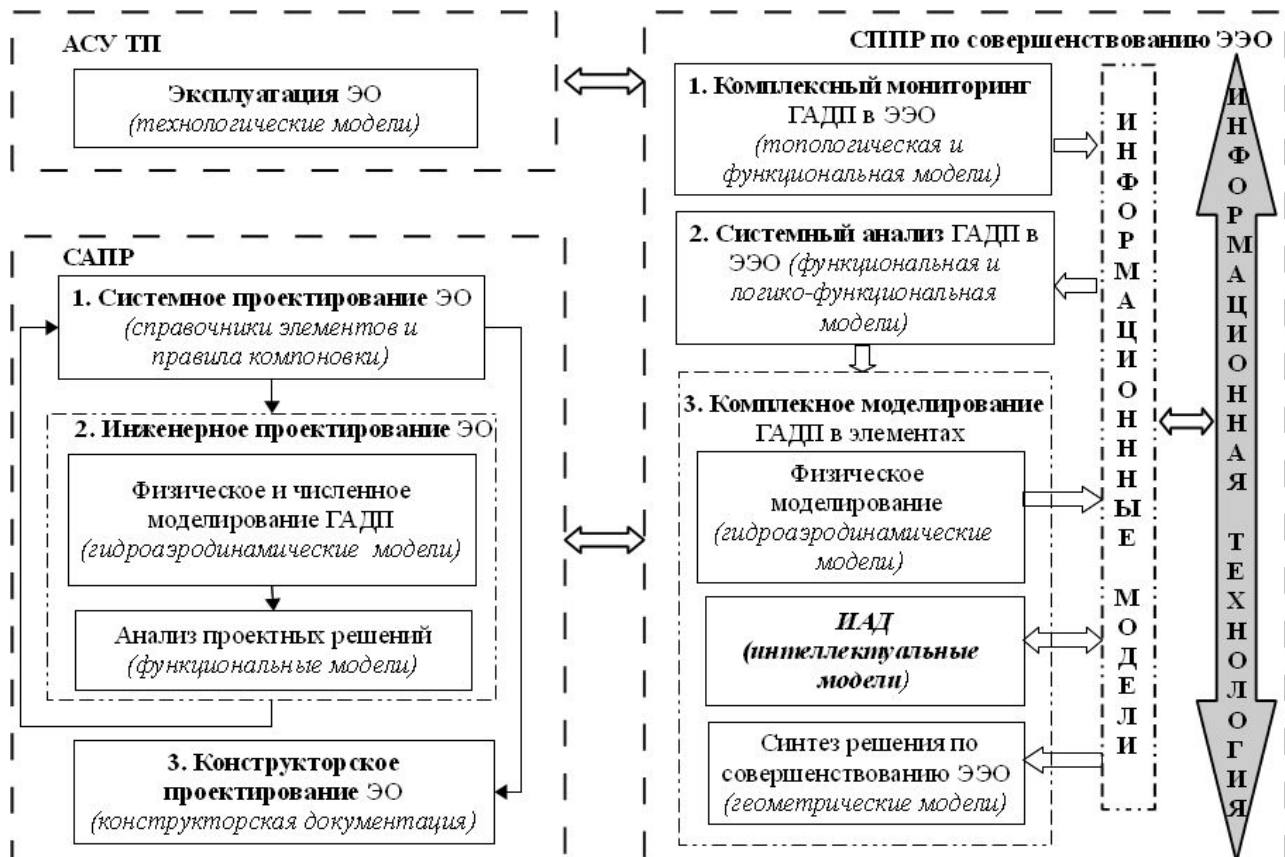 АСУ ТП
Эксплуатация ЭО
(технологические модели)
САПР
1. Системное проектирование ЭО
(справочники элементов и
правила компоновки)
2. Инженерное проектирование ЭО
Физическое и численное
моделирование ГАДП
(гидроаэродинамические модели)
Анализ проектных решений
(функциональные модели)
3. Конструкторское
проектирование ЭО
(конструкторская документация)
СППР по совершенствованию ЭЭО
1. Комплексный мониторинг
ГАДП в ЭЭО
(топологическая и
функциональная модели)
2. Системный анализ ГАДП в
ЭЭО (функциональная и
логико-функциональная
модели)
3. Комплекное моделирование
ГАДП в элементах
Физическое
моделирование
(гидроаэродинамические
модели)
ИАД
(интеллектуальные
модели)
Синтез решения по
совершенствованию ЭЭО
(геометрические модели)
ИНФОРМАЦИОННЫЕ МОДЕЛИ
ИНФОРМАЦИОННАЯ ТЕХНОЛОГИЯ